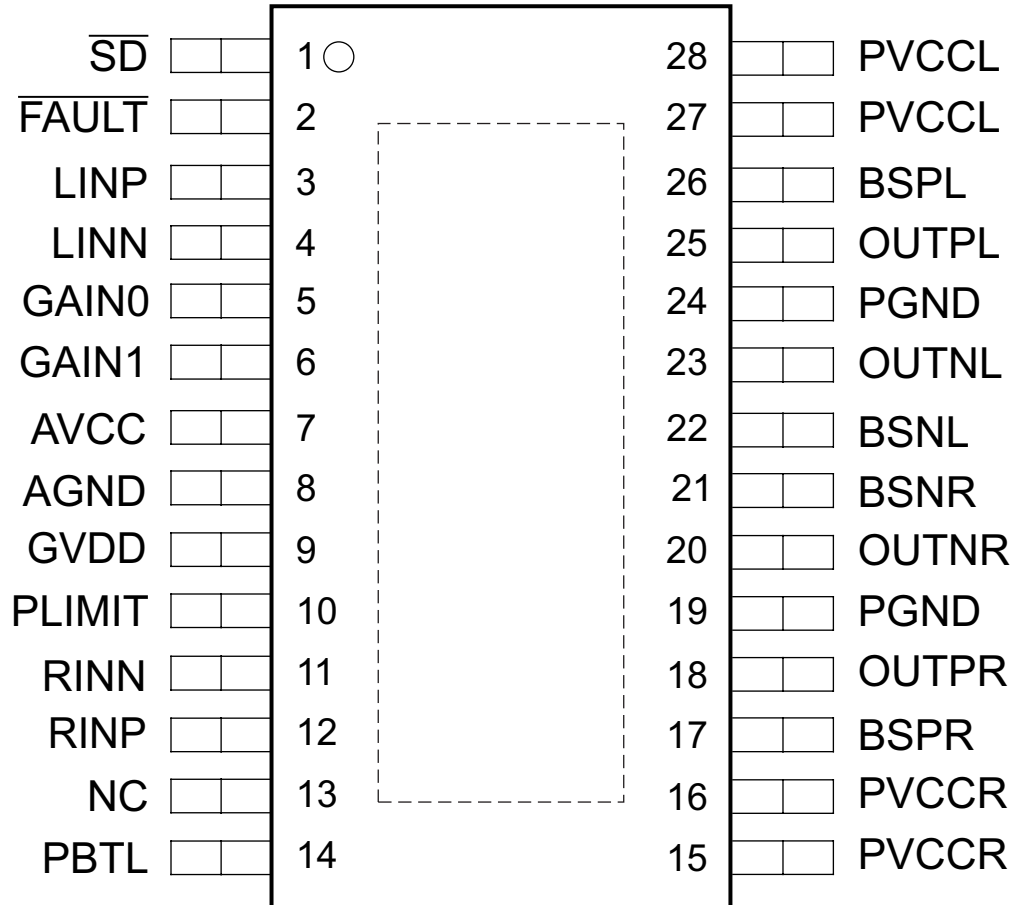 S̅D̅ 1 28 PVCCL
F̅A̅U̅L̅T̅ 2 27 PVCCL
LINP 3 26 BSPL
LINN 4 25 OUTPL
GAIN0 5 24 PGND
GAIN1 6 23 OUTNL
AVCC 7 22 BSNL
AGND 8 21 BSNR
GVDD 9 20 OUTNR
PLIMIT 10 19 PGND
RINN 11 18 OUTPR
RINP 12 17 BSPR
NC 13 16 PVCCR
PBTL 14 15 PVCCR